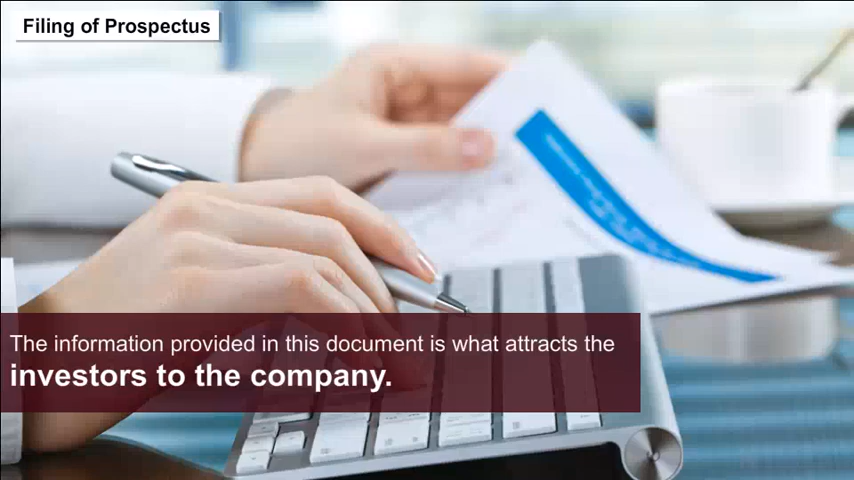 Filing of Prospectus
The information provided in this document is what attracts the
investors to the company.